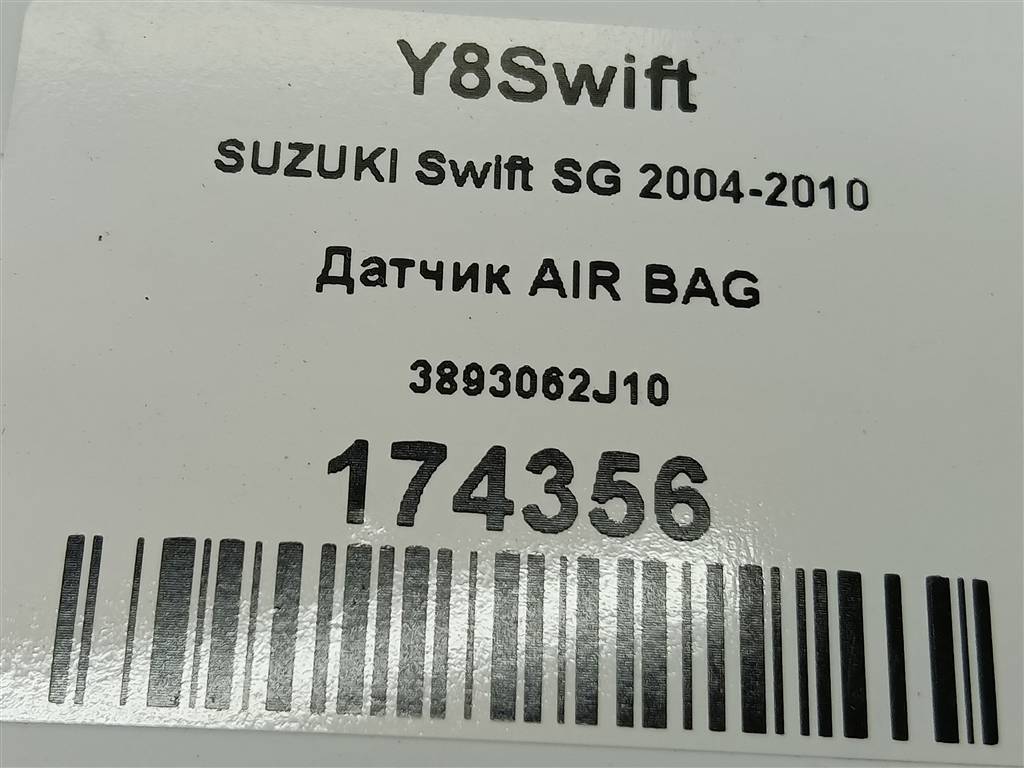 Y8Swift
SUZUKI Swift SG 2004-2010
Датчик AIR BAG
3893062J10
174356